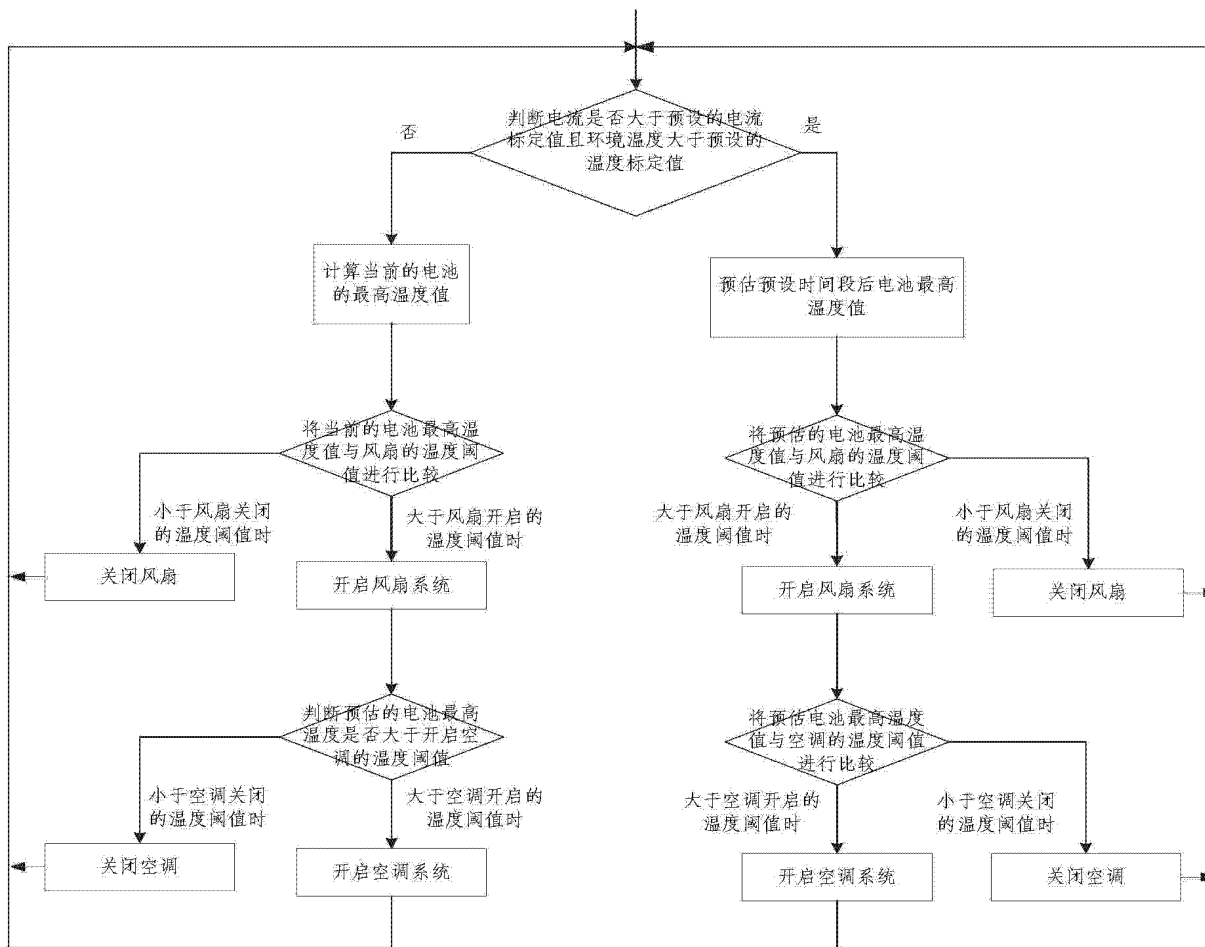 判断电流是否大于预设的电流
标定值且环境温度大于预设的
温度标定值
否
是
计算当前的电池
的最高温度值
预估预设时间段后电池最高
温度值
将当前的电池最高温
度值与风扇的温度阈
值进行比较
将预估的电池最高温
度值与风扇的温度阈
值进行比较
小于风扇关闭
的温度阈值时
大于风扇开启的
温度阈值时
大于风扇开启的
温度阈值时
小于风扇关闭
的温度阈值时
关闭风扇
开启风扇系统
开启风扇系统
关闭风扇
判断预估的电池最高
温度是否大于开启空
调的温度阈值
将预估电池最高温度
值与空调的温度阈值
进行比较
小于空调关闭
的温度阈值时
大于空调开启的
温度阈值时
大于空调开启的
温度阈值时
小于空调关闭
的温度阈值时
关闭空调
开启空调系统
开启空调系统
关闭空调